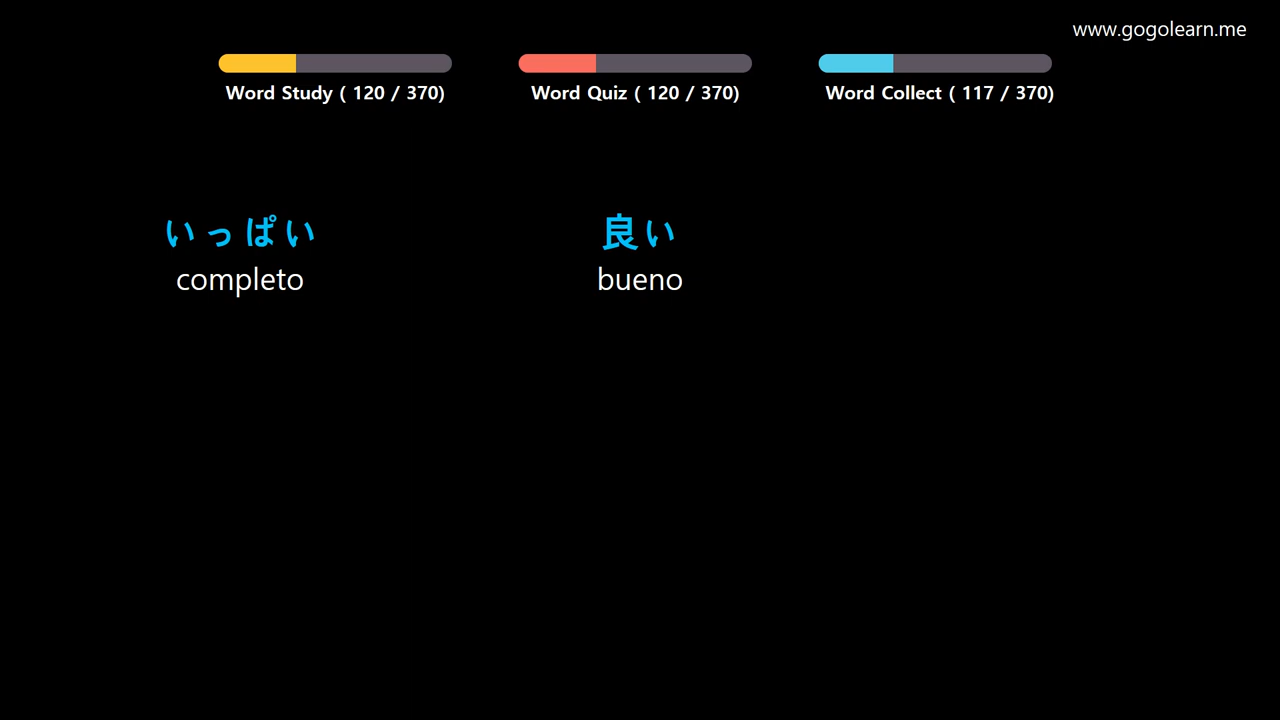 www.gogolearn.me
Word Study ( 120 / 370)
Word Quiz ( 120 / 370)
Word Collect ( 117 / 370)
いっぱい
completo
良い
bueno